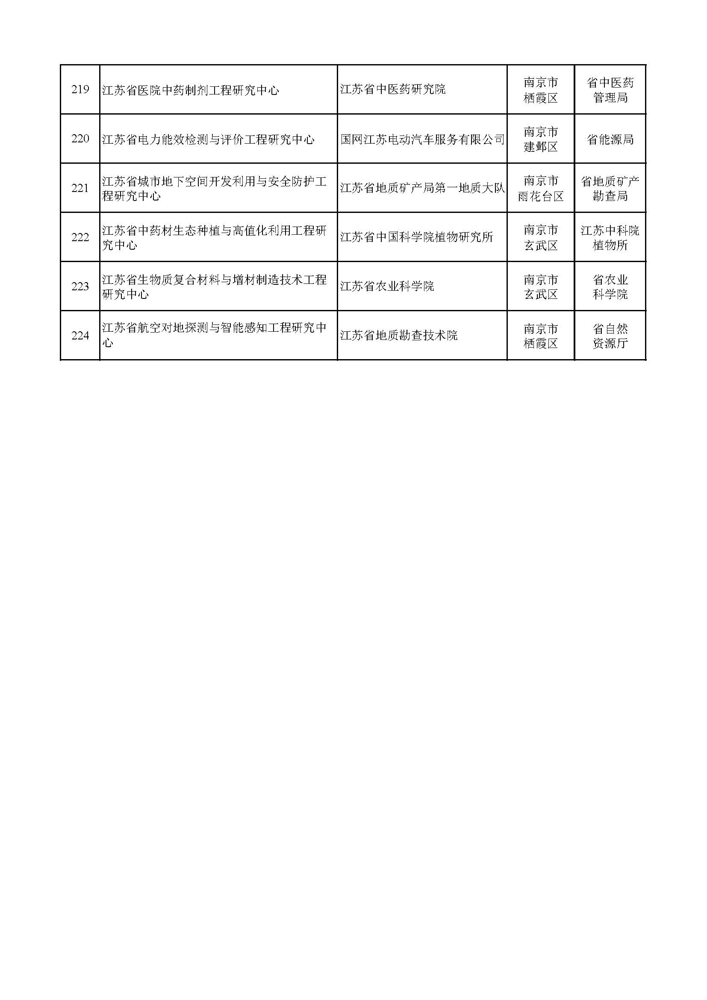 219 江苏省医院中药制剂工程研究中心 江苏省中医药研究院 南京市 省中医药
栖霞区 管理局
220 江苏省电力能效检测与评价工程研究中心 国网江苏电动汽车服务有限公司 南京市 省能源局
建邺区
221 江苏省城市地下空间开发利用与安全防护工 江苏省地质矿产局第一地质大队 南京市 省地质矿产
程研究中心 雨花台区 勘查局
222 江苏省中药材生态种植与高值化利用工程研 江苏省中国科学院植物研究所 南京市 江苏中科院
究中心 玄武区 植物所
223 江苏省生物质复合材料与增材制造技术工程 江苏省农业科学院 南京市 省农业
研究中心 玄武区 科学院
224 江苏省航空对地探测与智能感知工程研究中 江苏省地质勘查技术院 南京市 省自然
心 栖霞区 资源厅